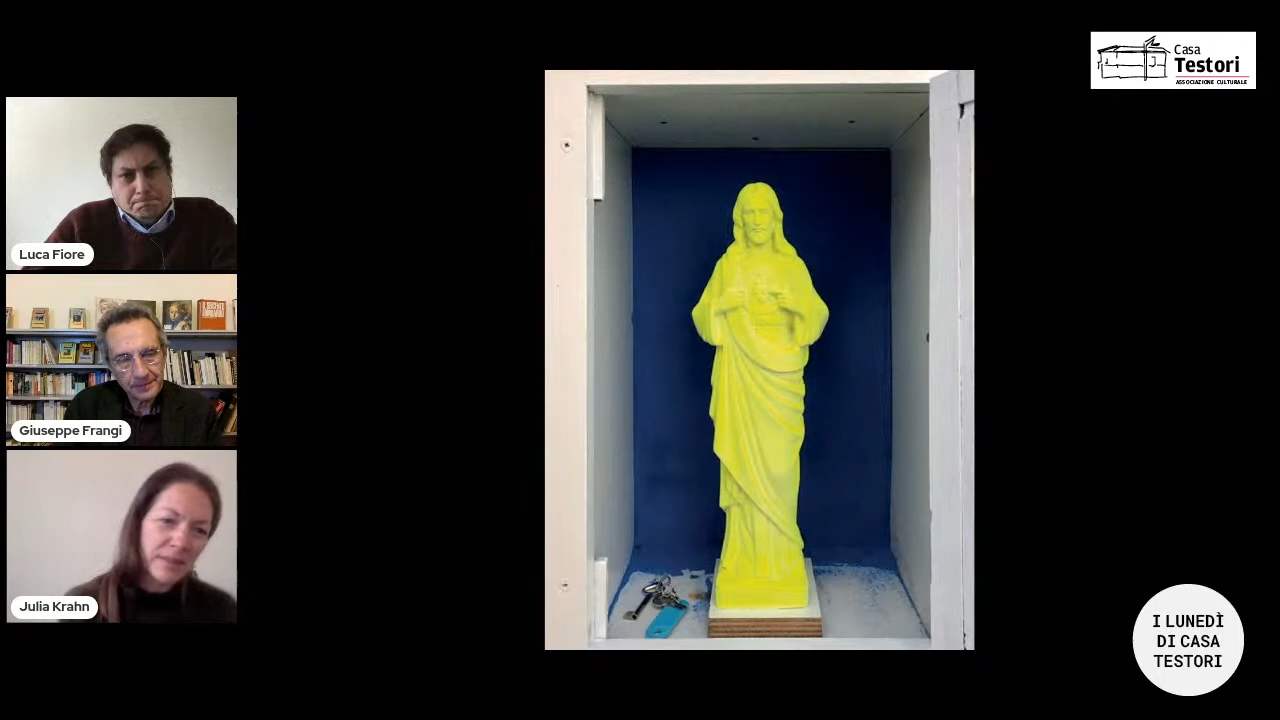 Casa
Testori
ASSOCIAZIONE CULTURALE
Luca Fiore
Giuseppe Frangi
Julia Krahn
I LUNEDÌ
DI CASA
TESTORI